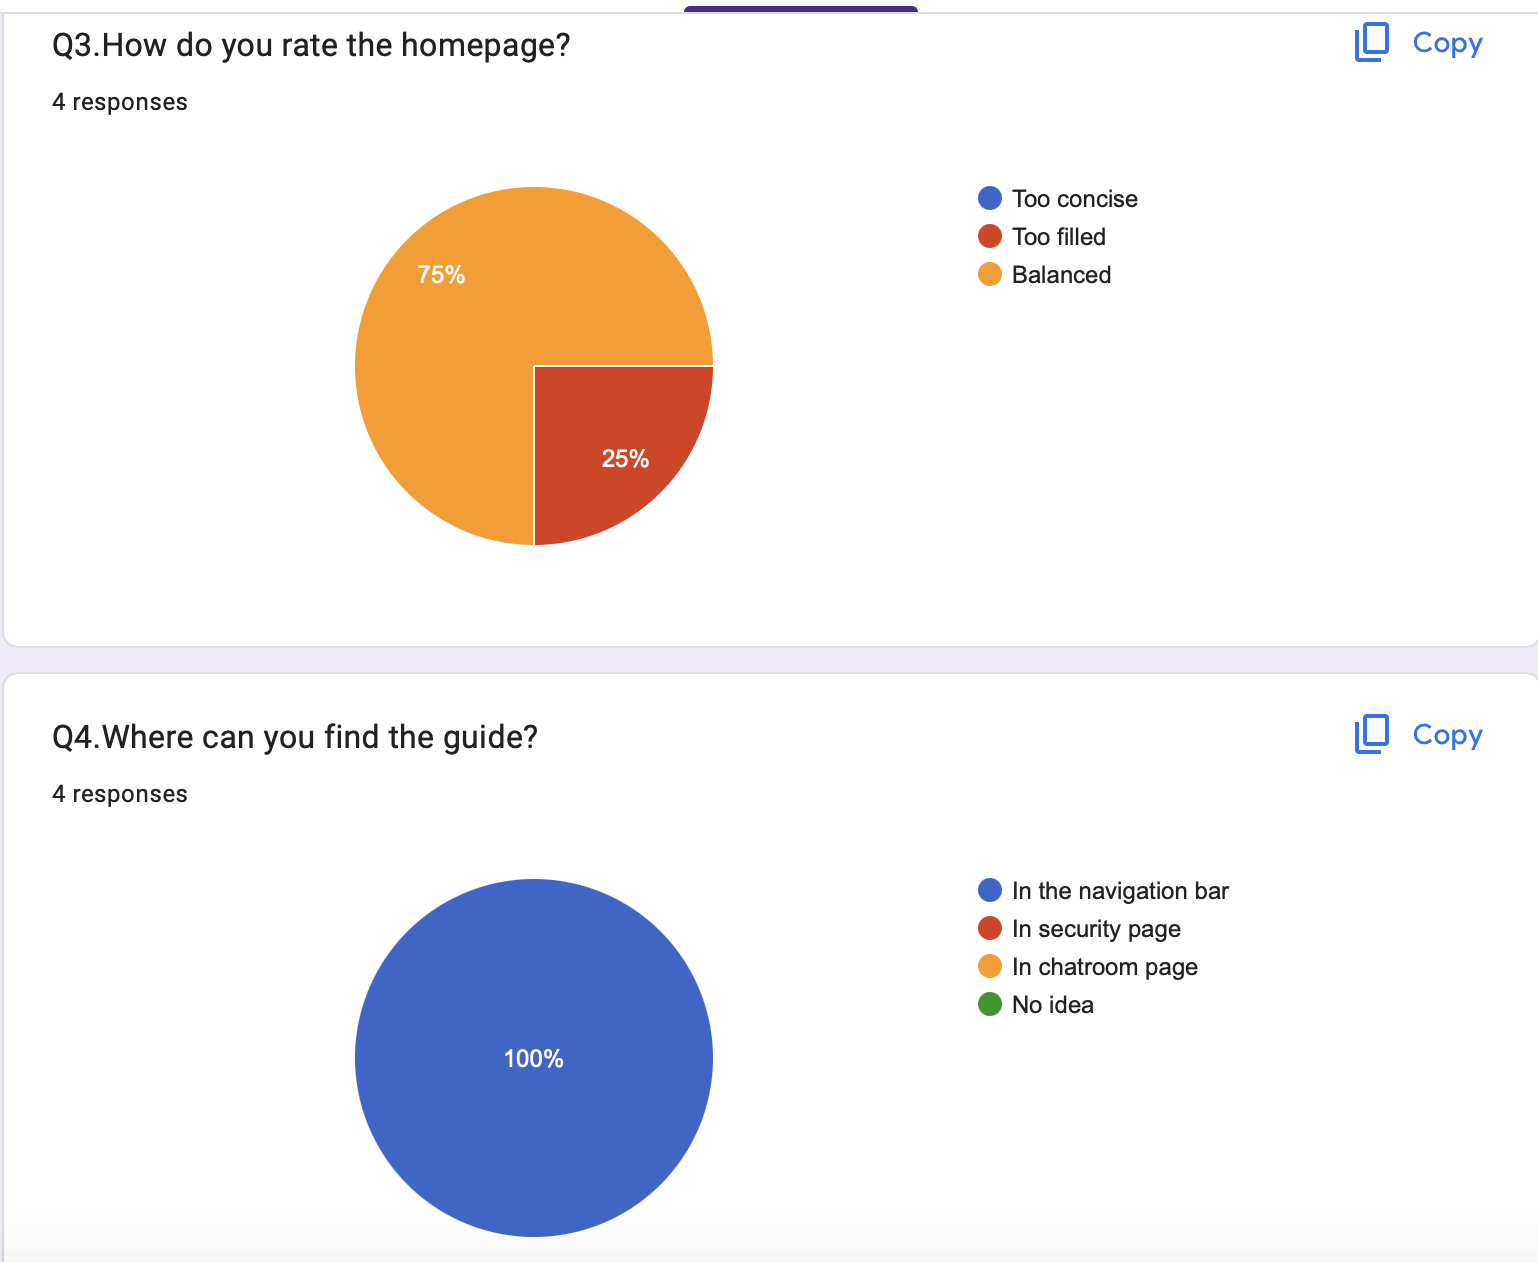 Q3.How do you rate the homepage?
Copy
4 responses
Too concise
Too filled
Balanced
75%
25%
Q4.Where can you find the guide?
Copy
4 responses
In the navigation bar
In security page
In chatroom page
No idea
100%